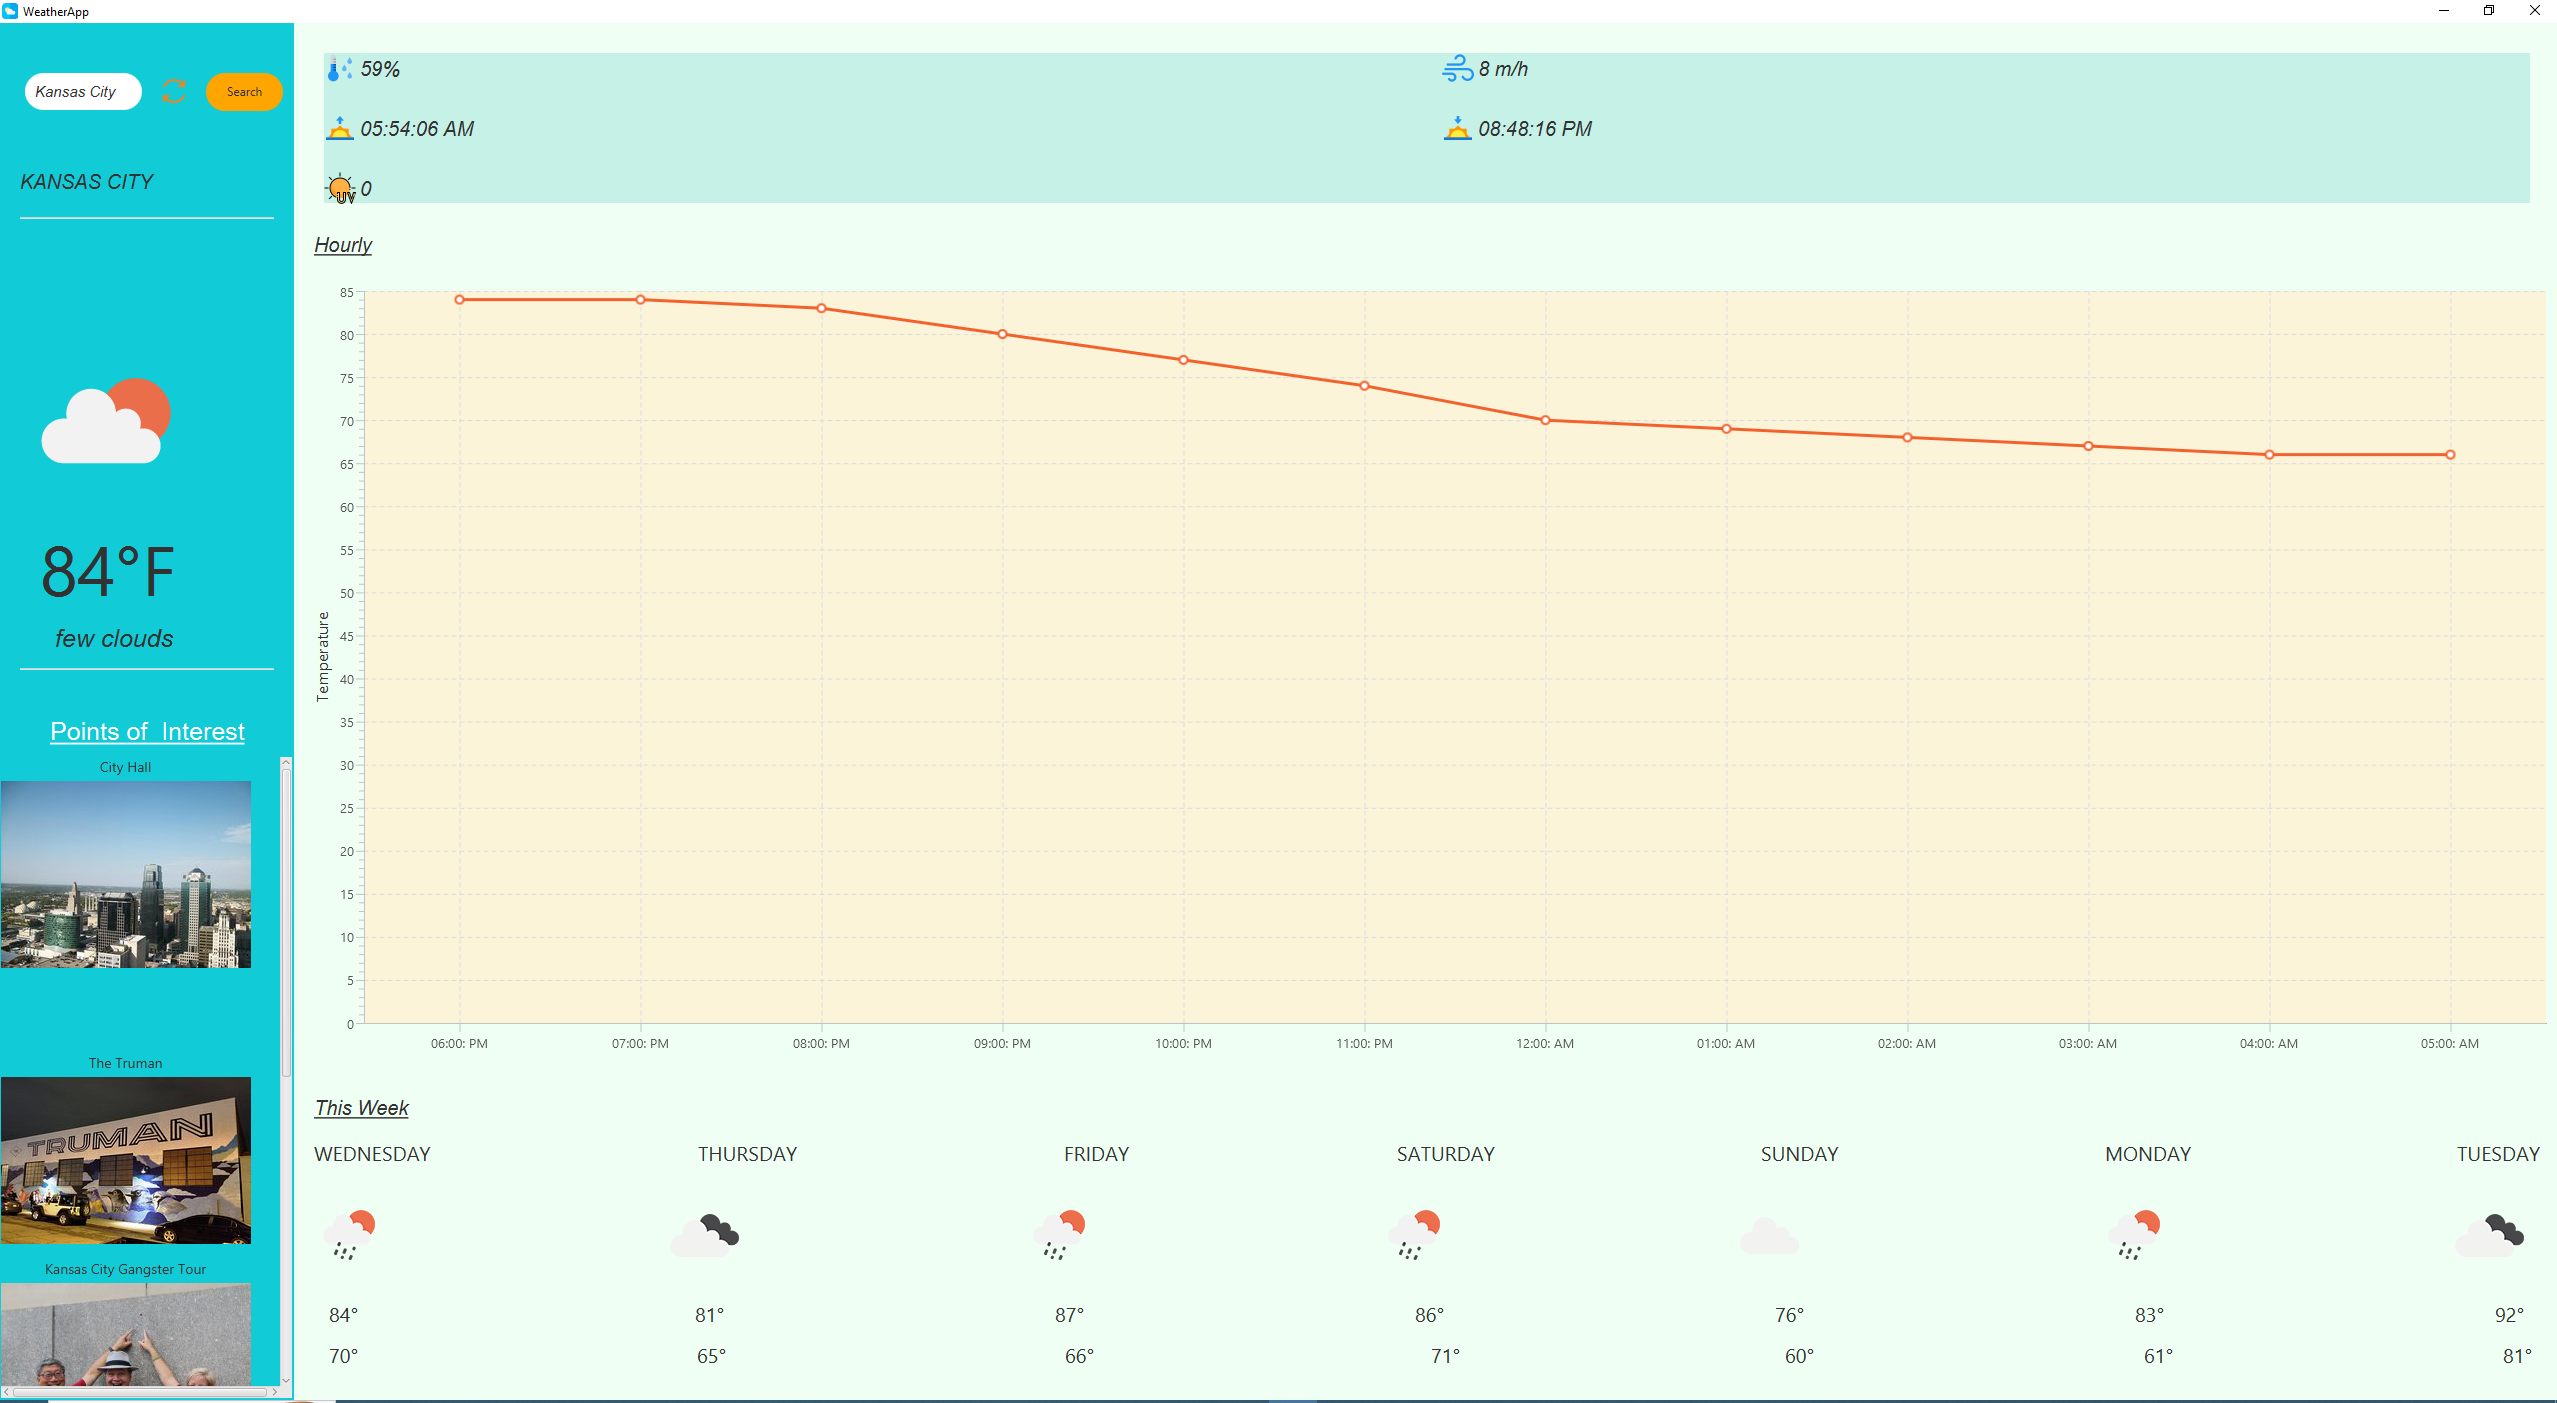 WeatherApp
Kansas City
Search
KANSAS CITY
84°F
few clouds
Points of  Interest
City Hall
The Truman
TRUMAN
Kansas City Gangster Tour
59%
8 m/h
05:54:06 AM
08:48:16 PM
UV 0
Hourly
Temperature
85
80
75
70
65
60
55
50
45
40
35
30
25
20
15
10
5
0
06:00: PM 07:00: PM 08:00: PM 09:00: PM 10:00: PM 11:00: PM 12:00: AM 01:00: AM 02:00: AM 03:00: AM 04:00: AM 05:00: AM
This Week
WEDNESDAY THURSDAY FRIDAY SATURDAY SUNDAY MONDAY TUESDAY
84° 81° 87° 86° 76° 83° 92°
70° 65° 66° 71° 60° 61° 81°